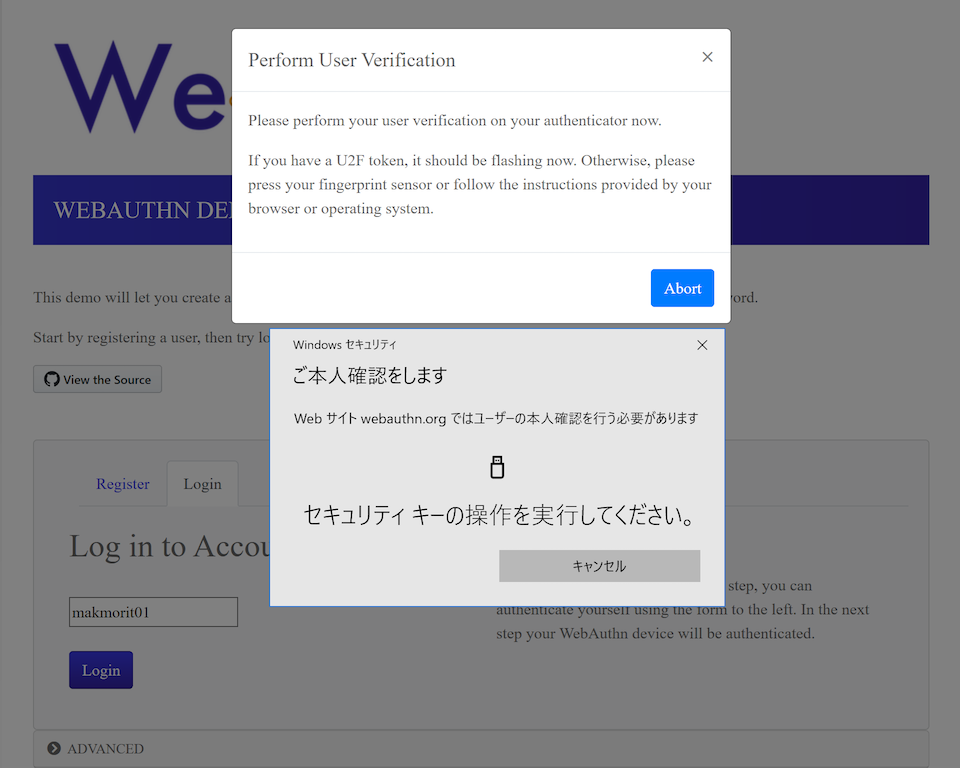 We
Perform User Verification
Please perform your user verification on your authenticator now.
If you have a U2F token, it should be flashing now. Otherwise, please
press your fingerprint sensor or follow the instructions provided by your
browser or operating system.
Abort
WEBAUTHN
This demo will let you create a
Start by registering a user, then try
View the Source
Windows セキュリティ
ご本人確認をします
Web サイト webauthn.org ではユーザーの本人確認を行う必要があります
セキュリティ キーの操作を実行してください。
キャンセル
Register
Login
Log in to
makmorit01
Login
step, you can
authenticate yourself using the form to the left. In the next
step your WebAuthn device will be authenticated.
ADVANCED